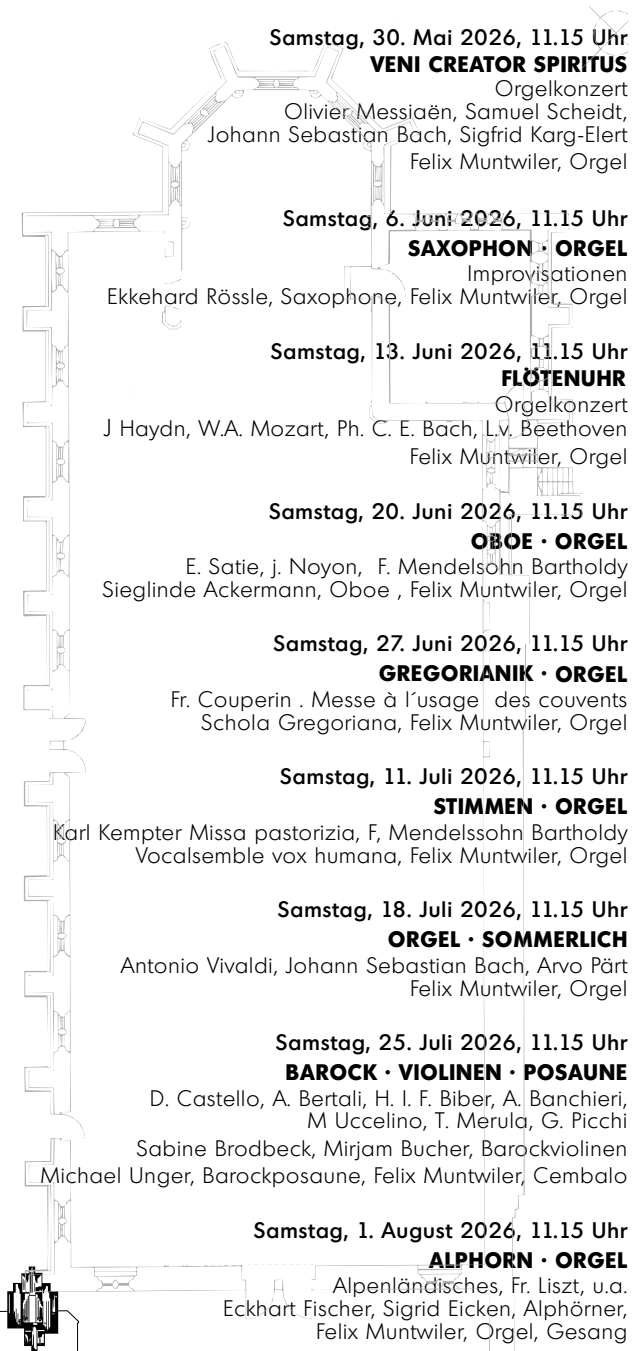 Samstag, 30. Mai 2026, 11.15 Uhr
VENI CREATOR SPIRITUS
Orgelkonzert
Olivier Messiaën, Samuel Scheidt,
Johann Sebastian Bach, Sigfrid Karg-Elert
Felix Muntwiler, Orgel
Samstag, 6. Juni 2026, 11.15 Uhr
SAXOPHON · ORGEL
Improvisationen
Ekkehard Rössle, Saxophone, Felix Muntwiler, Orgel
Samstag, 13. Juni 2026, 11.15 Uhr
FLÖTENUHR
Orgelkonzert
J Haydn, W.A. Mozart, Ph. C. E. Bach, L.v. Beethoven
Felix Muntwiler, Orgel
Samstag, 20. Juni 2026, 11.15 Uhr
OBOE · ORGEL
E. Satie, j. Noyon, F. Mendelsohn Bartholdy
Sieglinde Ackermann, Oboe , Felix Muntwiler, Orgel
Samstag, 27. Juni 2026, 11.15 Uhr
GREGORIANIK · ORGEL
Fr. Couperin . Messe à l´usage des couvents
Schola Gregoriana, Felix Muntwiler, Orgel
Samstag, 11. Juli 2026, 11.15 Uhr
STIMMEN · ORGEL
Karl Kempter Missa pastorizia, F, Mendelssohn Bartholdy
Vocalsemble vox humana, Felix Muntwiler, Orgel
Samstag, 18. Juli 2026, 11.15 Uhr
ORGEL · SOMMERLICH
Antonio Vivaldi, Johann Sebastian Bach, Arvo Pärt
Felix Muntwiler, Orgel
Samstag, 25. Juli 2026, 11.15 Uhr
BAROCK · VIOLINEN · POSAUNE
D. Castello, A. Bertali, H. I. F. Biber, A. Banchieri,
M Uccelino, T. Merula, G. Picchi
Sabine Brodbeck, Mirjam Bucher, Barockviolinen
Michael Unger, Barockposaune, Felix Muntwiler, Cembalo
Samstag, 1. August 2026, 11.15 Uhr
ALPHORN · ORGEL
Alpenländisches, Fr. Liszt, u.a.
Eckhart Fischer, Sigrid Eicken, Alphörner,
Felix Muntwiler, Orgel, Gesang